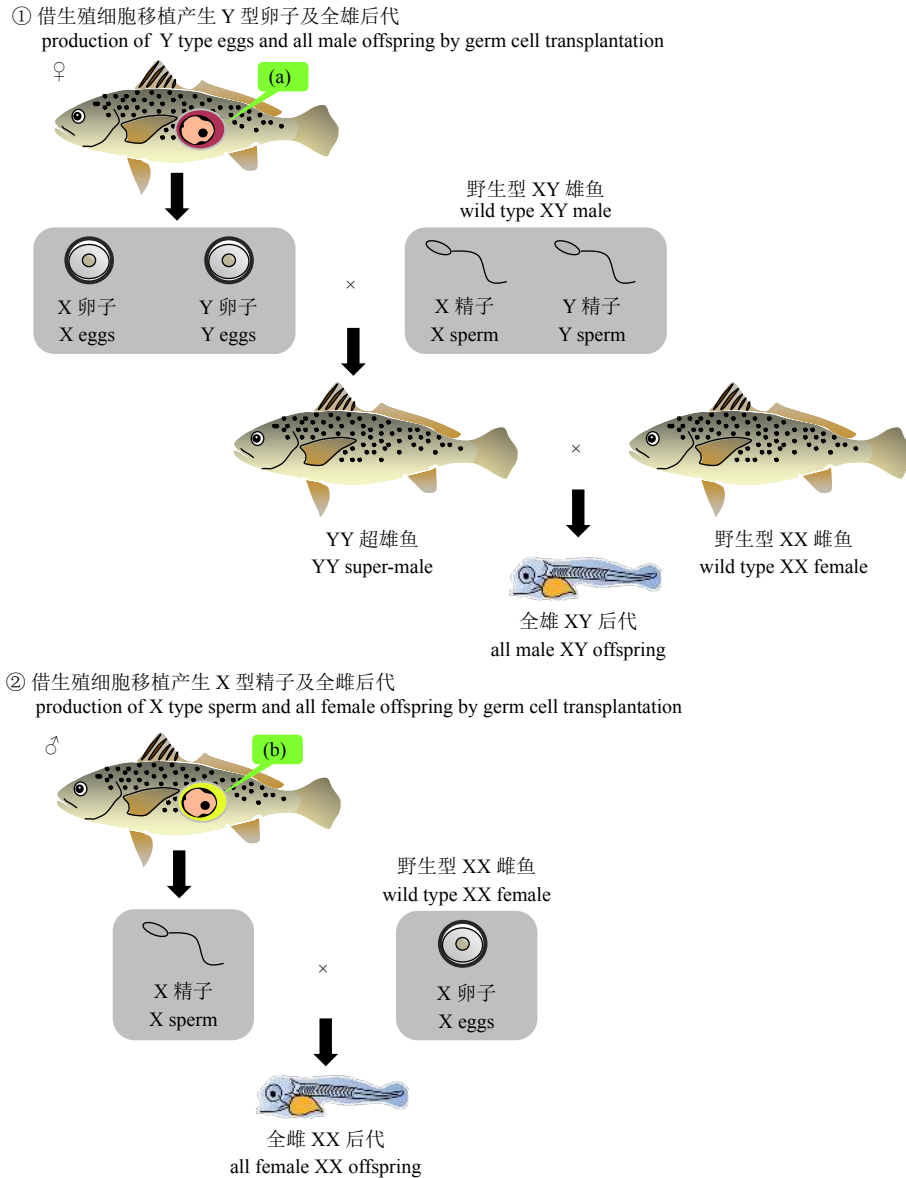 ① 借生殖细胞移植产生 Y 型卵子及全雄后代
production of Y type eggs and all male offspring by germ cell transplantation
♀
(a)
野生型 XY 雄鱼
wild type XY male
X 卵子
X eggs
Y 卵子
Y eggs
×
X 精子
X sperm
Y 精子
Y sperm
×
YY 超雄鱼
YY super-male
野生型 XX 雌鱼
wild type XX female
全雄 XY 后代
all male XY offspring
② 借生殖细胞移植产生 X 型精子及全雌后代
production of X type sperm and all female offspring by germ cell transplantation
♂
(b)
野生型 XX 雌鱼
wild type XX female
X 精子
X sperm
×
X 卵子
X eggs
全雌 XX 后代
all female XX offspring